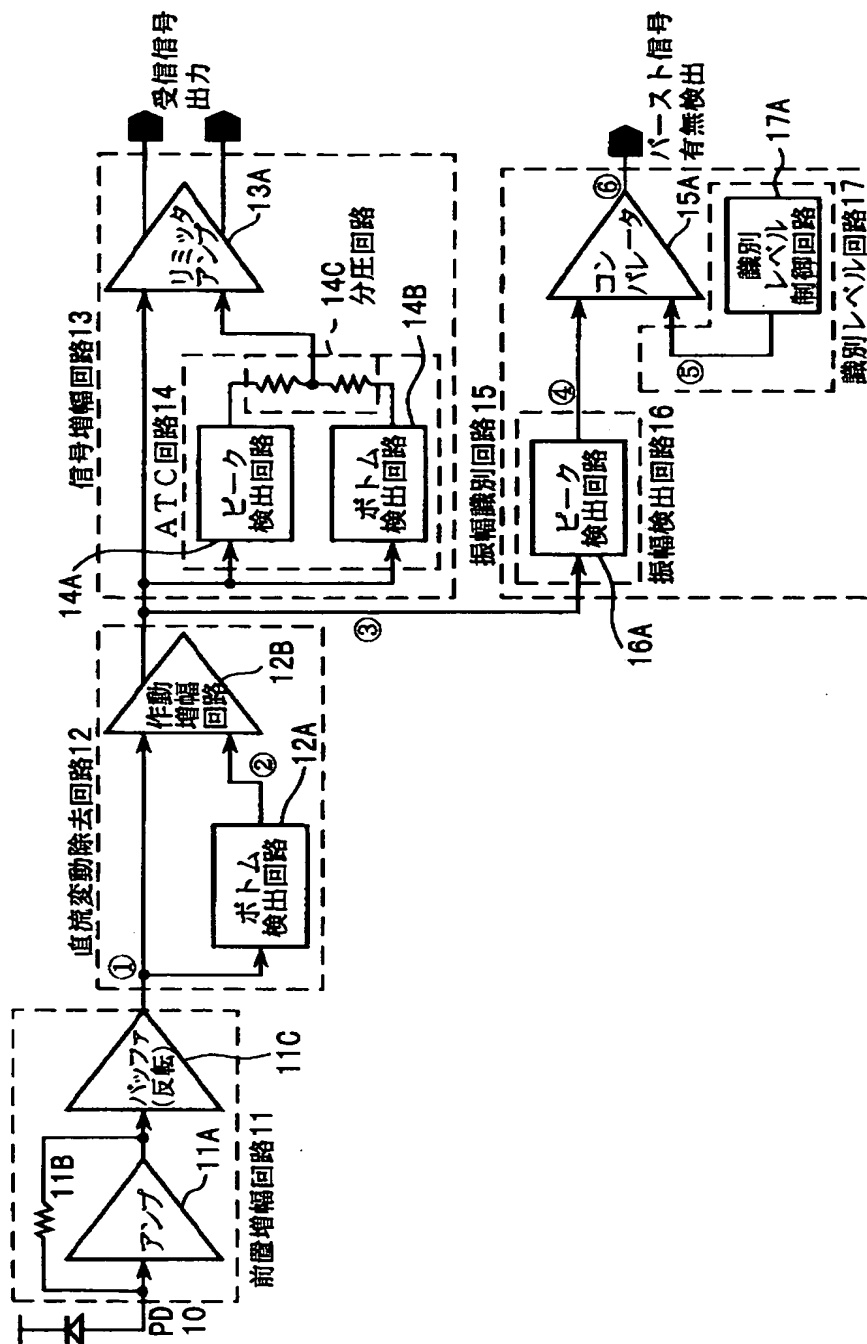 PD
10
前置増幅回路11
11B
アンプ
11A
バッファ
(反転)
11C
①
直流変動除去回路12
ボトム
検出回路
12A
②
作動
増幅
回路
12B
③
信号増幅回路13
ATC回路14
14A
ピーク
検出回路
ボトム
検出回路
14B
14C
分圧回路
リミッタ
アンプ
13A
受信信号
出力
振幅識別回路15
振幅検出回路16
ピーク
検出回路
16A
④
⑤
コン
パレータ
15A
⑥
バースト信号
有無検出
識別レベル回路17
識別
レベル
制御回路
17A